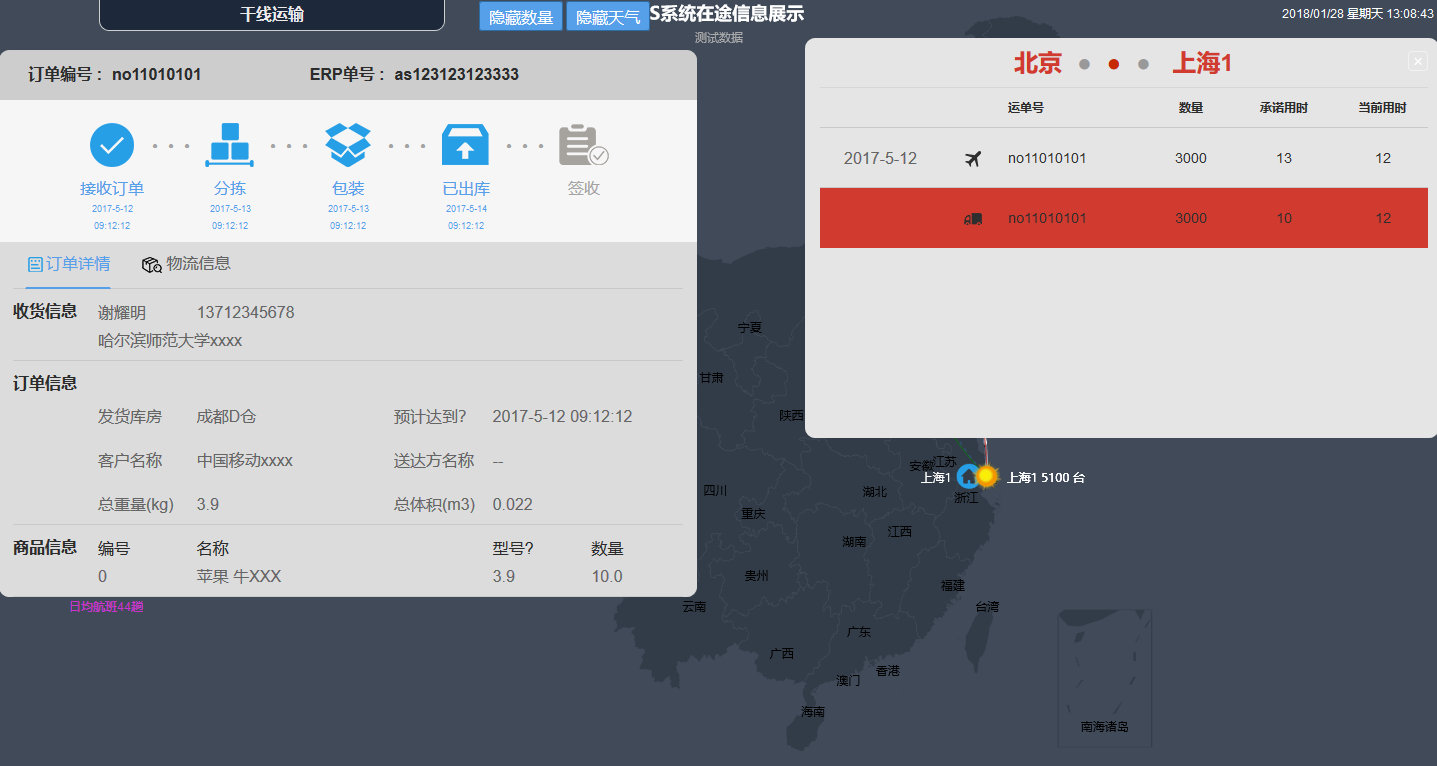 干线运输
隐藏数量 隐藏天气 S系统在途信息展示
2018/01/28 星期天 13:08:43
测试数据
订单编号： no11010101 ERP单号： as123123123333
接收订单 分拣 包装 已出库 签收
2017-5-12 2017-5-13 2017-5-13 2017-5-14
09:12:12 09:12:12 09:12:12 09:12:12
订单详情 物流信息
收货信息 谢耀明 13712345678
哈尔滨师范大学xxxx
订单信息
发货库房 成都D仓 预计达到? 2017-5-12 09:12:12
客户名称 中国移动xxxx 送达方名称 --
总重量(kg) 3.9 总体积(m3) 0.022
商品信息 编号 名称 型号? 数量
0 苹果 牛XXX 3.9 10.0
日均航班44趟
北京 上海1
运单号 数量 承诺用时 当前用时
2017-5-12 no11010101 3000 13 12
no11010101 3000 10 12
宁夏
甘肃
陕西
安徽 江苏
上海1 上海1 5100 台
四川 湖北 浙江
重庆
湖南 江西
贵州 福建
云南 台湾
广东
广西
香港
澳门
海南
南海诸岛